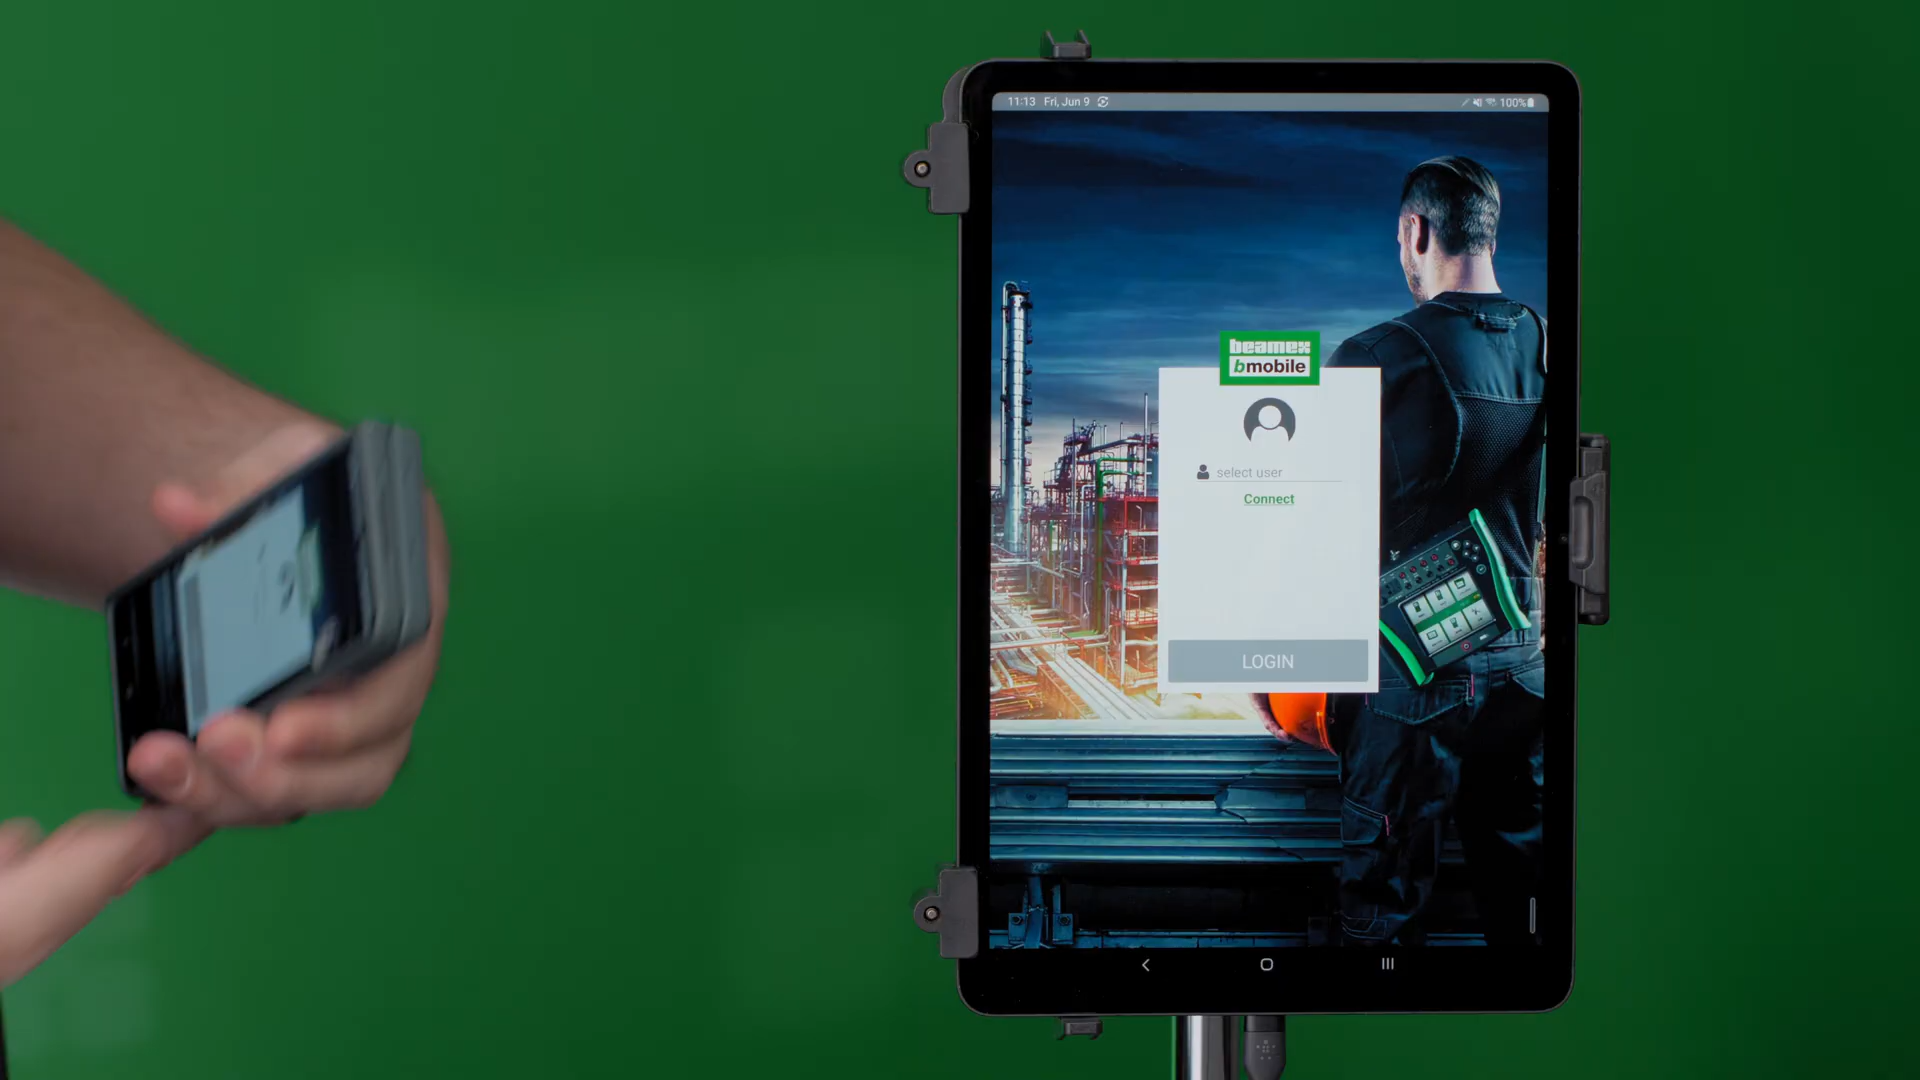 11:13 Fri, Jun 9
100%
beamex
bmobile
select user
Connect
LOGIN